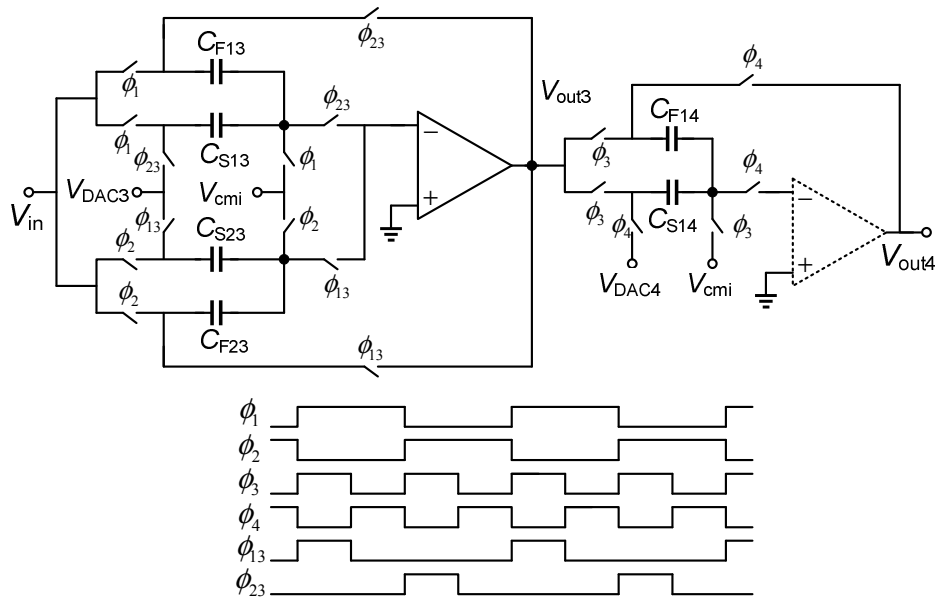 ϕ23
CF13
ϕ1
ϕ23
ϕ4
Vout3
CF14
ϕ1
CS13
ϕ23
ϕ1
ϕ3
ϕ4
Vin
VDAC3
Vcmi
ϕ3
CS14
ϕ4
ϕ3
ϕ13
CS23
ϕ2
ϕ2
VDAC4
Vcmi
Vout4
ϕ2
ϕ13
CF23
ϕ13
ϕ1
ϕ2
ϕ3
ϕ4
ϕ13
ϕ23